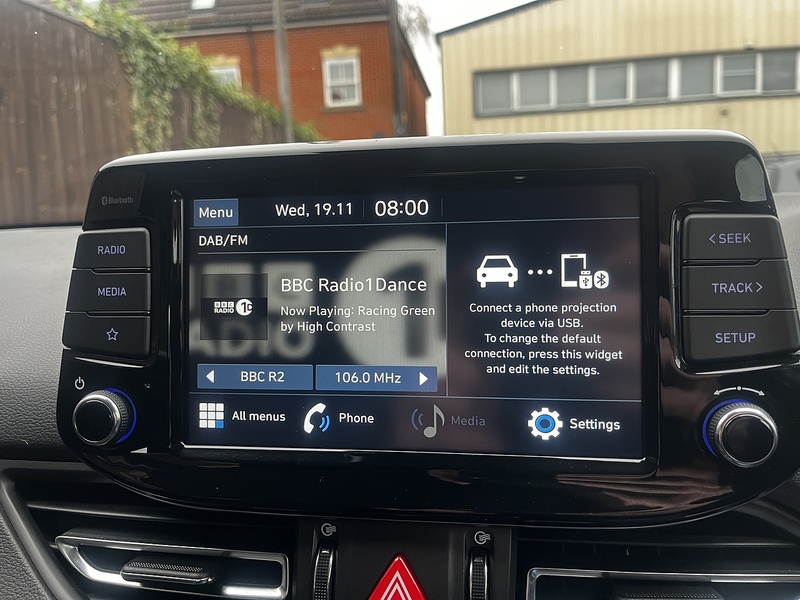 Bluetooth
RADIO
MEDIA
Menu
Wed, 19.11
08:00
DAB/FM
BBC
RADIO
BBC Radio1Dance
Now Playing: Racing Green
by High Contrast
BBC R2
106.0 MHz
Connect a phone projection
device via USB.
To change the default
connection, press this widget
and edit the settings.
All menus
Phone
Media
Settings
< SEEK
TRACK >
SETUP